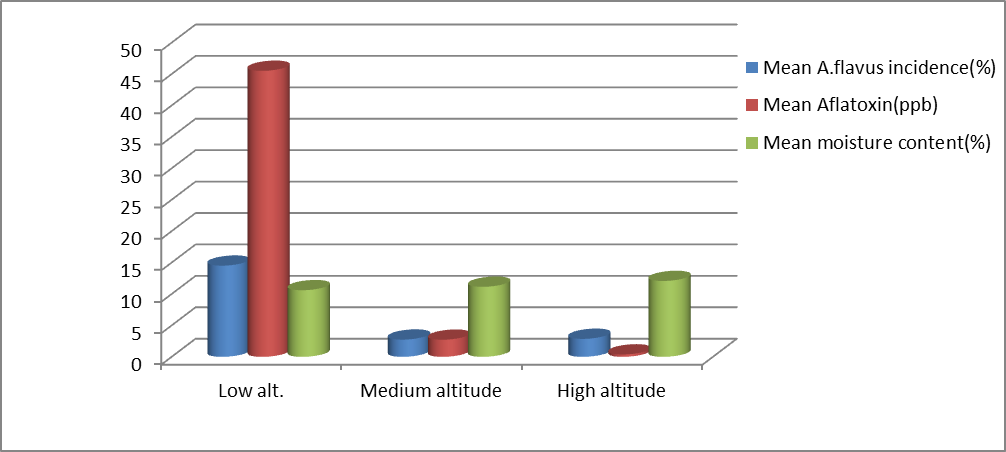 50
45
40
35
30
25
20
15
10
5
0
Low alt.
Medium altitude
High altitude
Mean A.flavus incidence(%)
Mean Aflatoxin(ppb)
Mean moisture content(%)